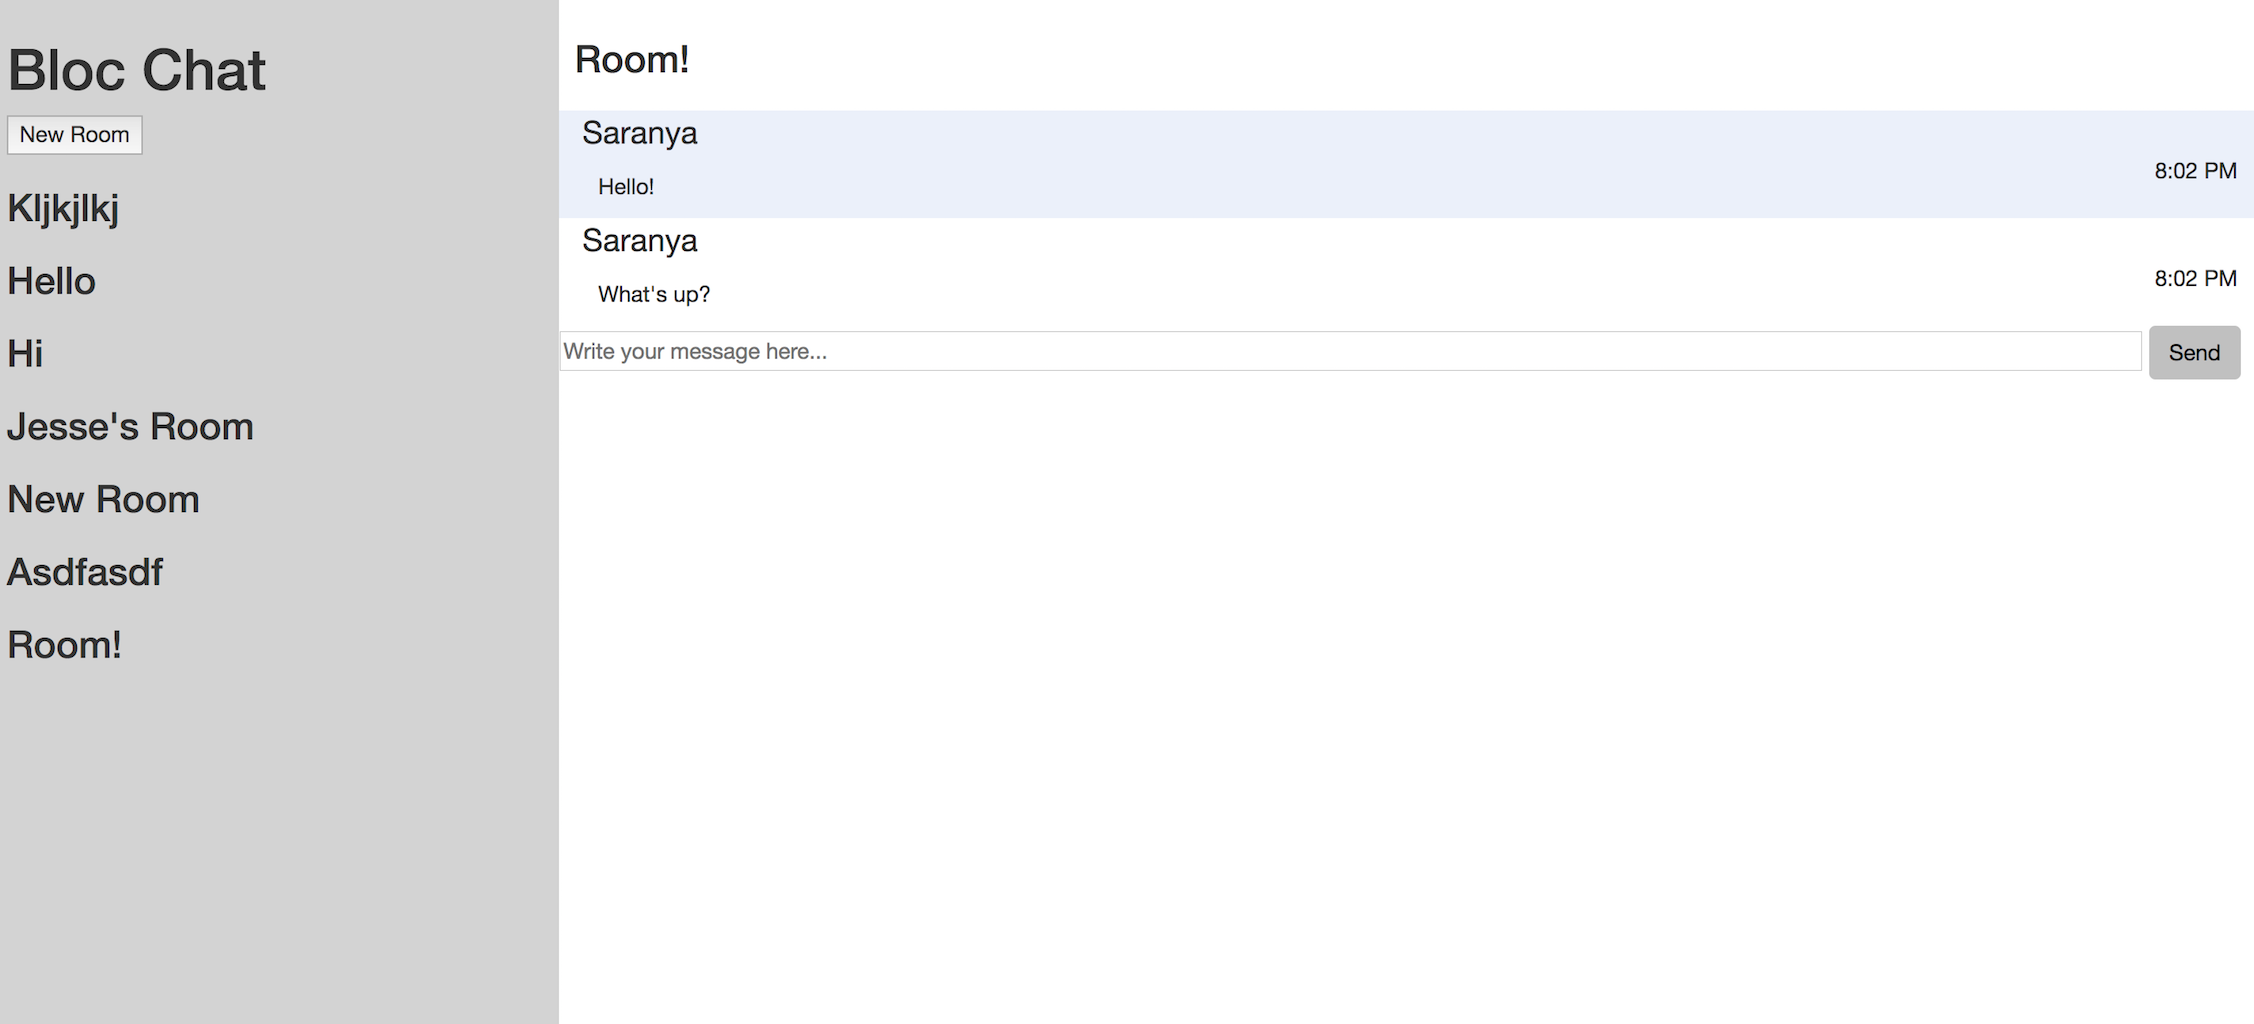 Bloc Chat
New Room
Kljkjlkj
Hello
Hi
Jesse's Room
New Room
Asdfasdf
Room!
Room!
Saranya
Hello!
8:02 PM
Saranya
What's up?
8:02 PM
Write your message here...
Send